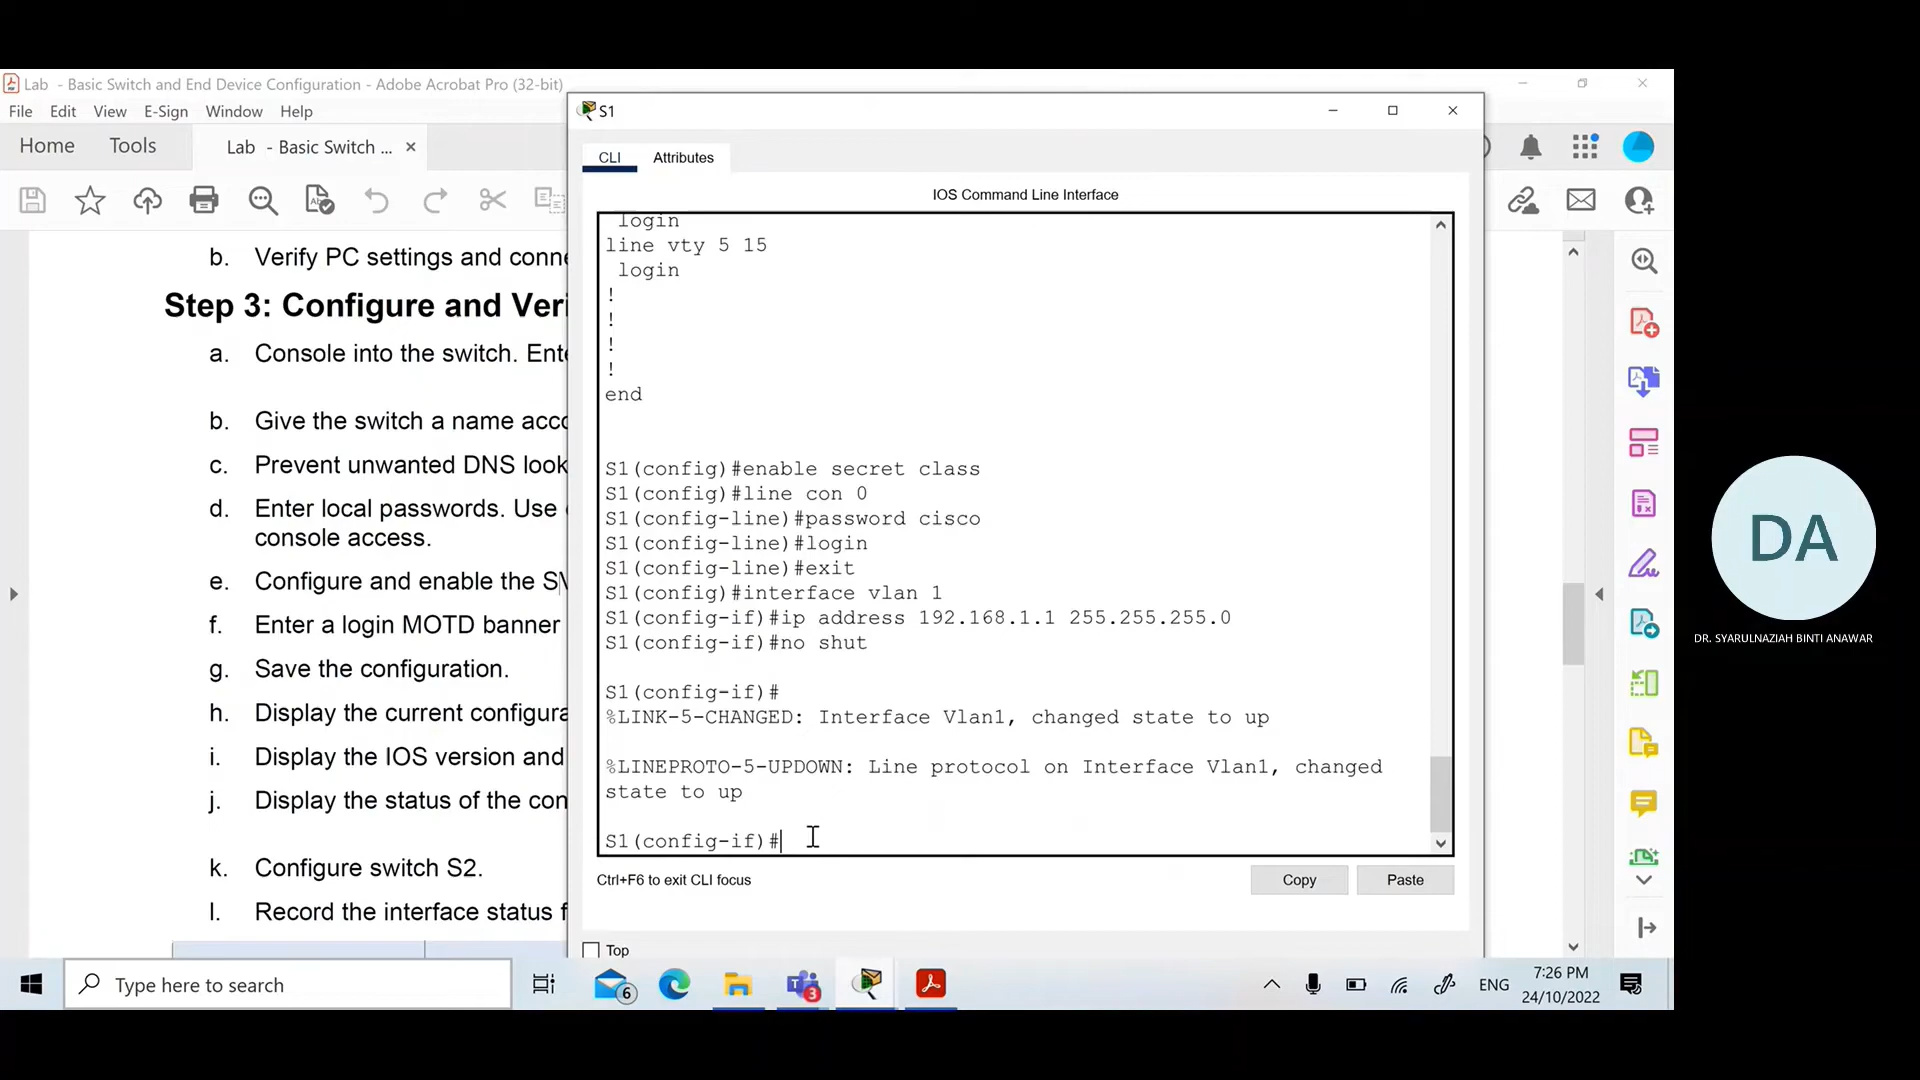 Lab - Basic Switch and End Device Configuration - Adobe Acrobat Pro (32-bit)
File Edit View E-Sign Window Help
Home Tools Lab - Basic Switch ... ×
b. Verify PC settings and conne
Step 3: Configure and Veri
a. Console into the switch. Ente
b. Give the switch a name acco
c. Prevent unwanted DNS look
d. Enter local passwords. Use
console access.
e. Configure and enable the S
f. Enter a login MOTD banner
g. Save the configuration.
h. Display the current configura
i. Display the IOS version and
j. Display the status of the con
k. Configure switch S2.
l. Record the interface status f
S1
CLI Attributes
IOS Command Line Interface
login
line vty 5 15
login
!
!
!
!
end
S1(config)#enable secret class
S1(config)#line con 0
S1(config-line)#password cisco
S1(config-line)#login
S1(config-line)#exit
S1(config)#interface vlan 1
S1(config-if)#ip address 192.168.1.1 255.255.255.0
S1(config-if)#no shut
S1(config-if)#
%LINK-5-CHANGED: Interface Vlan1, changed state to up
%LINEPROTO-5-UPDOWN: Line protocol on Interface Vlan1, changed
state to up
S1(config-if)#
Ctrl+F6 to exit CLI focus
Copy Paste
Top
DA
DR. SYARULNAZIAH BINTI ANAWAR
Type here to search
6
3
ENG
7:26 PM
24/10/2022